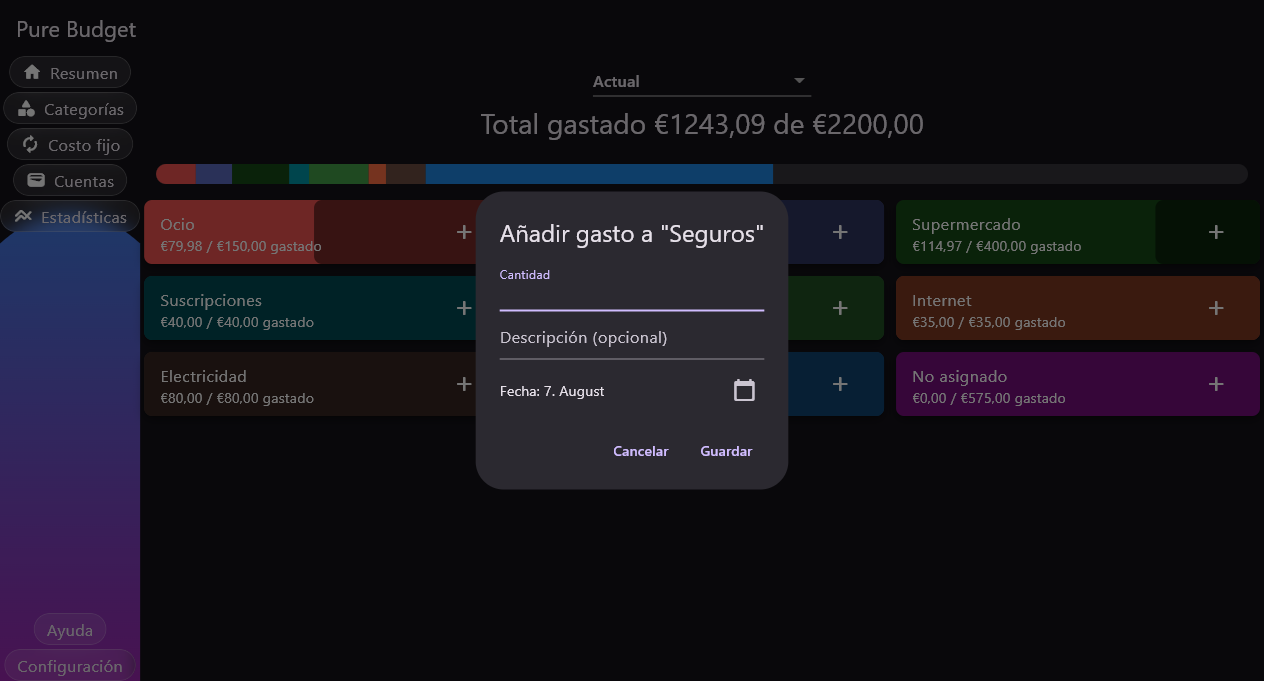 Pure Budget
Resumen
Categorías
Costo fijo
Cuentas
Estadísticas
Ayuda
Configuración
Actual
Total gastado €1243,09 de €2200,00
Ocio
€79,98 / €150,00 gastado
Supermercado
€114,97 / €400,00 gastado
Suscripciones
€40,00 / €40,00 gastado
Internet
€35,00 / €35,00 gastado
Electricidad
€80,00 / €80,00 gastado
No asignado
€0,00 / €575,00 gastado
Añadir gasto a "Seguros"
Cantidad
Descripción (opcional)
Fecha: 7. August
Cancelar
Guardar